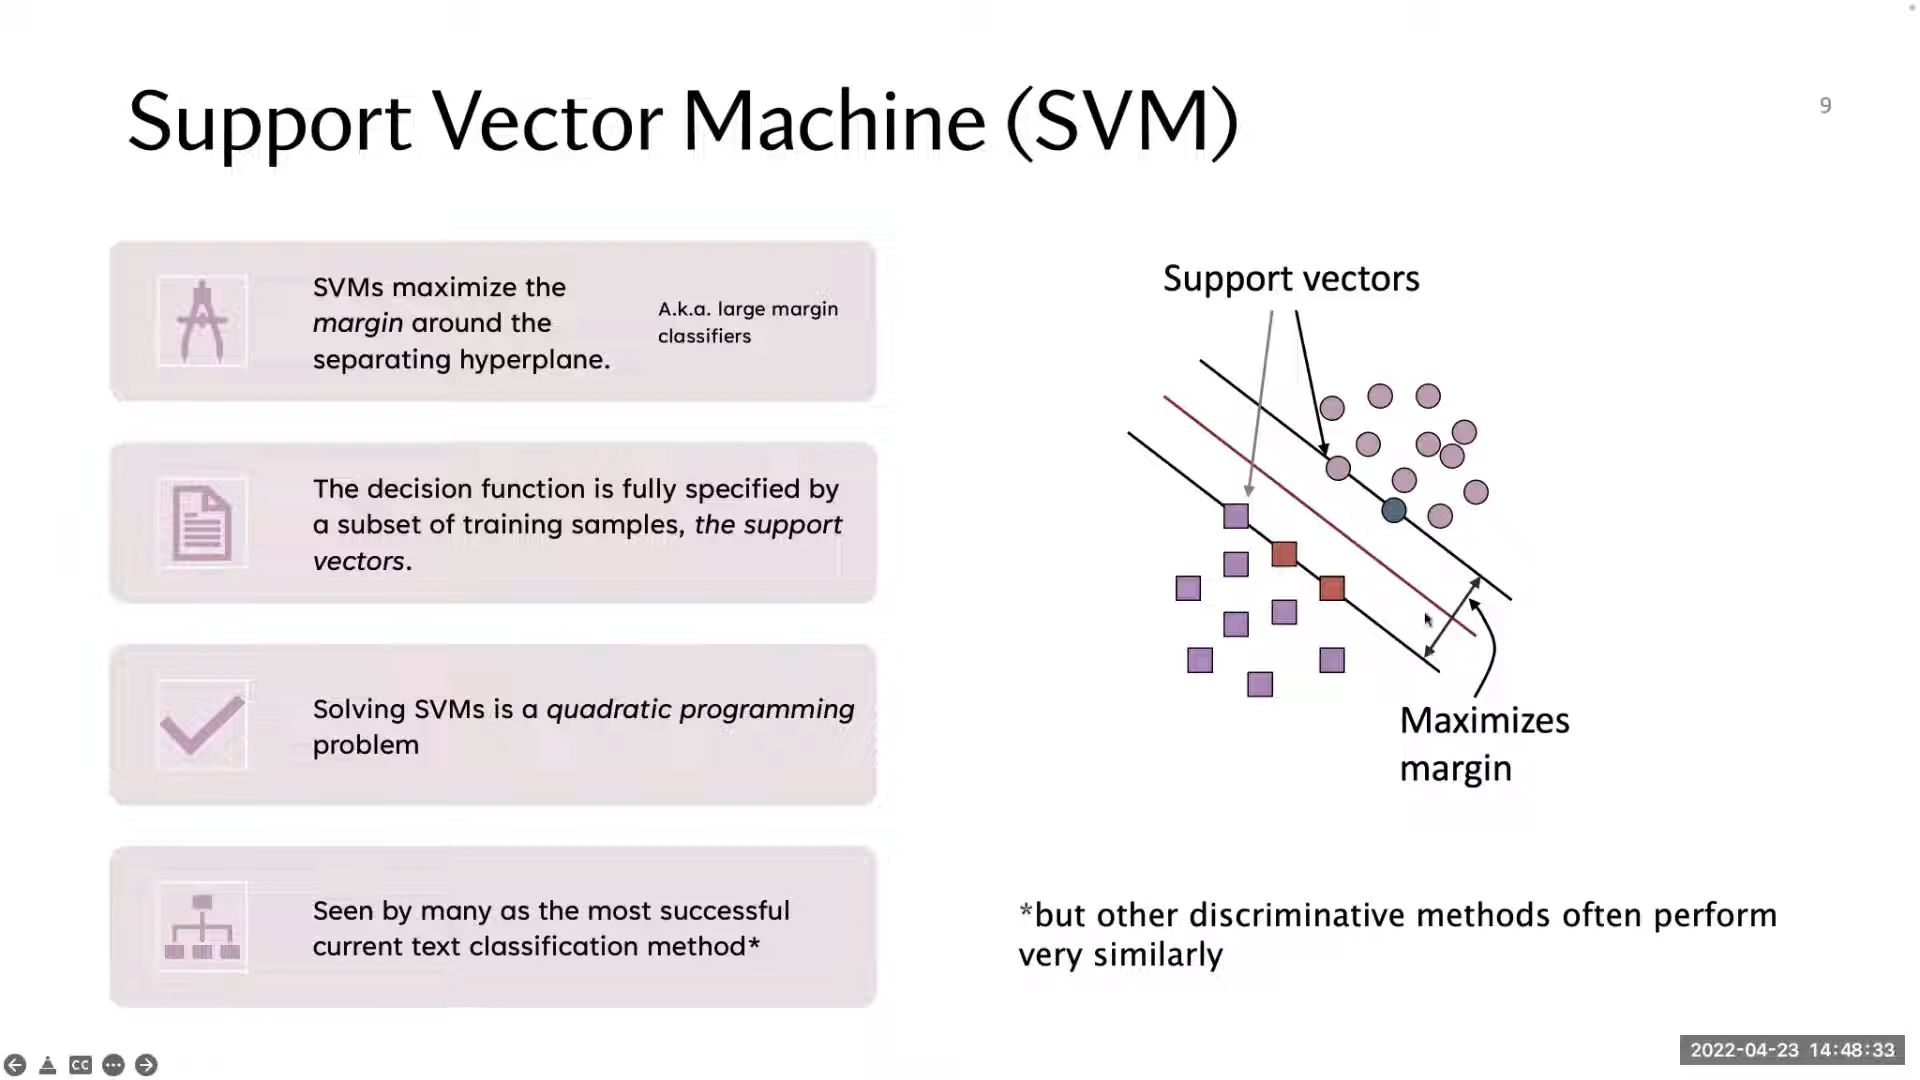 Support Vector Machine (SVM)
9
SVMs maximize the
margin around the
separating hyperplane.
A.k.a. large margin
classifiers
The decision function is fully specified by
a subset of training samples, the support
vectors.
Solving SVMs is a quadratic programming
problem
Seen by many as the most successful
current text classification method*
Support vectors
Maximizes
margin
*but other discriminative methods often perform
very similarly
CC
2022-04-23 14:48:33